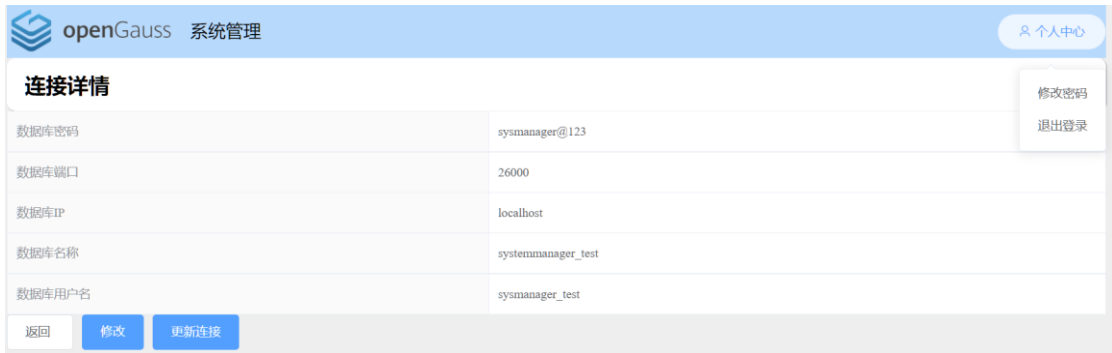 openGauss 系统管理
个人中心
连接详情
修改密码
退出登录
数据库密码 sysmanager@123
数据库端口 26000
数据库IP localhost
数据库名称 systemmanager_test
数据库用户名 sysmanager_test
返回 修改 更新连接